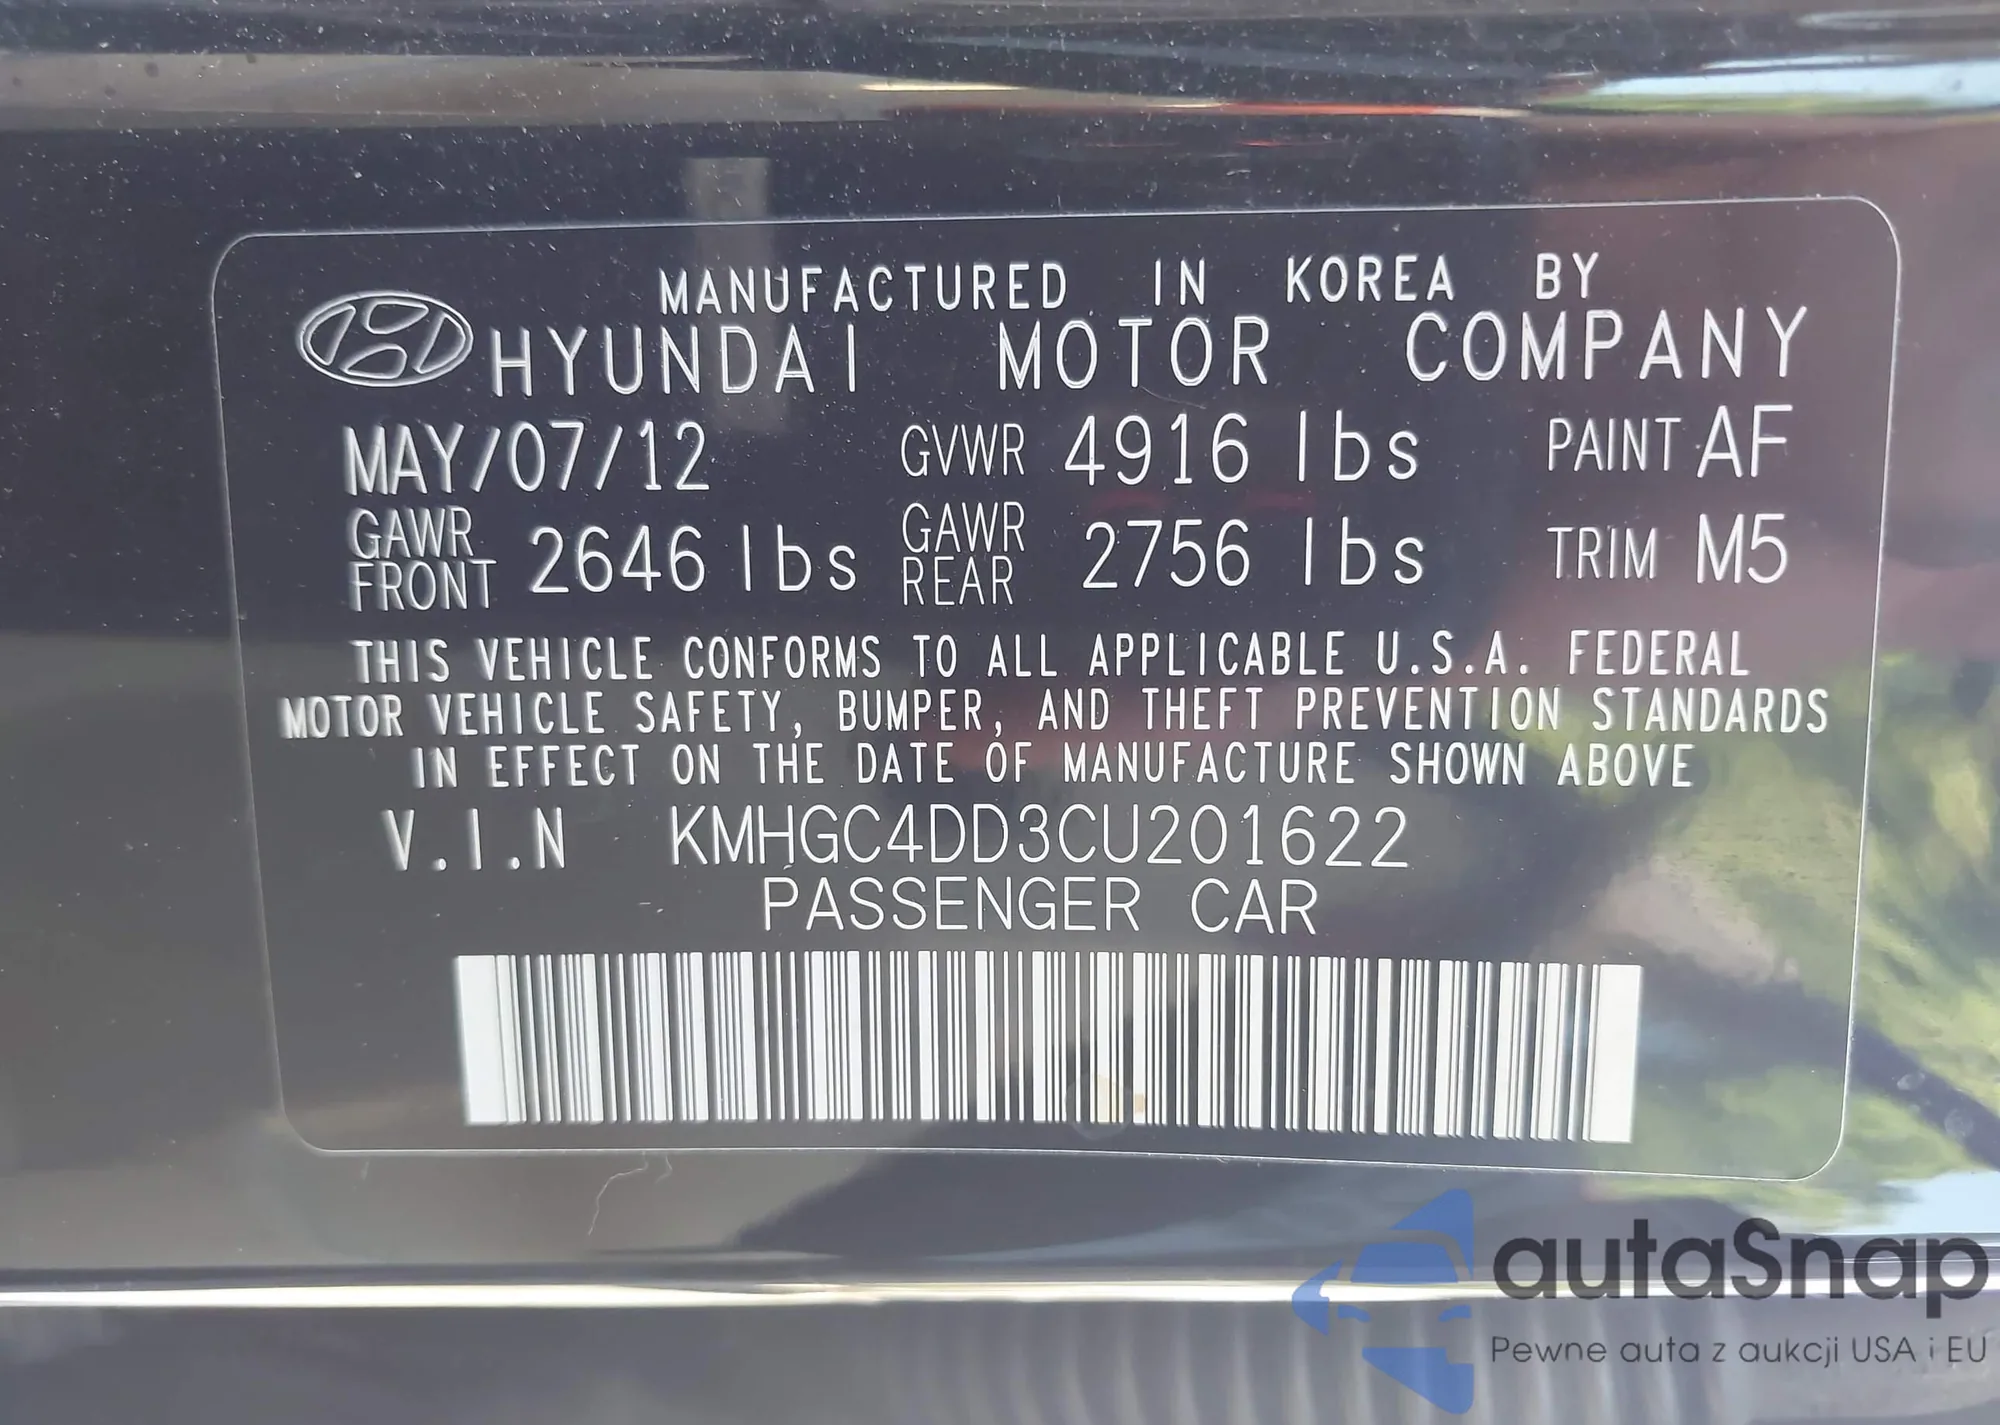 MANUFACTURED IN KOREA BY
HYUNDAI MOTOR COMPANY
MAY/07/12 GVWR 4916 lbs PAINT AF
GAWR FRONT 2646 lbs GAWR REAR 2756 lbs TRIM M5
THIS VEHICLE CONFORMS TO ALL APPLICABLE U.S.A. FEDERAL
MOTOR VEHICLE SAFETY, BUMPER, AND THEFT PREVENTION STANDARDS
IN EFFECT ON THE DATE OF MANUFACTURE SHOWN ABOVE
V.I.N KMHGC4DD3CU201622
PASSENGER CAR
autaSnap
Pewne auta z aukcji USA i EU